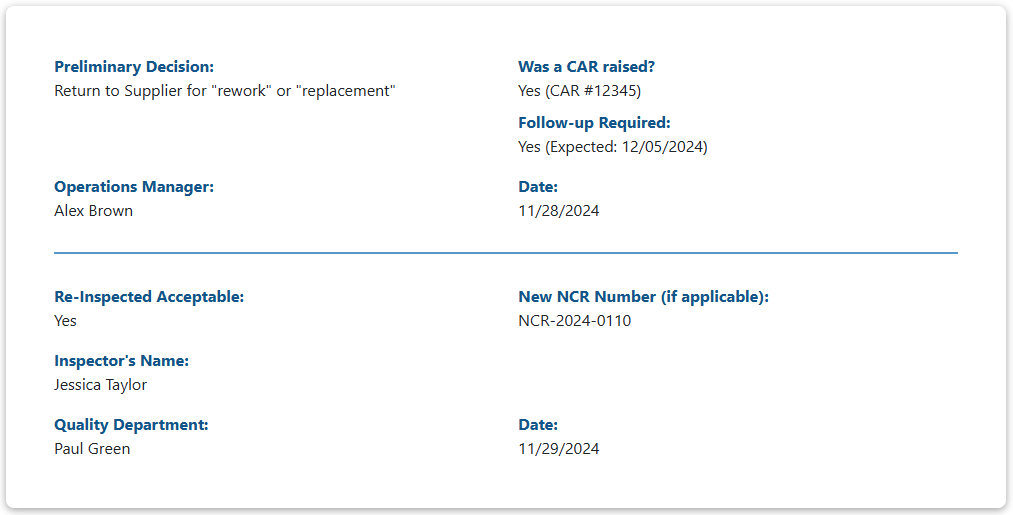 Preliminary Decision:
Return to Supplier for "rework" or "replacement"
Was a CAR raised?
Yes (CAR #12345)
Follow-up Required:
Yes (Expected: 12/05/2024)
Operations Manager:
Alex Brown
Date:
11/28/2024
Re-Inspected Acceptable:
Yes
New NCR Number (if applicable):
NCR-2024-0110
Inspector's Name:
Jessica Taylor
Quality Department:
Paul Green
Date:
11/29/2024